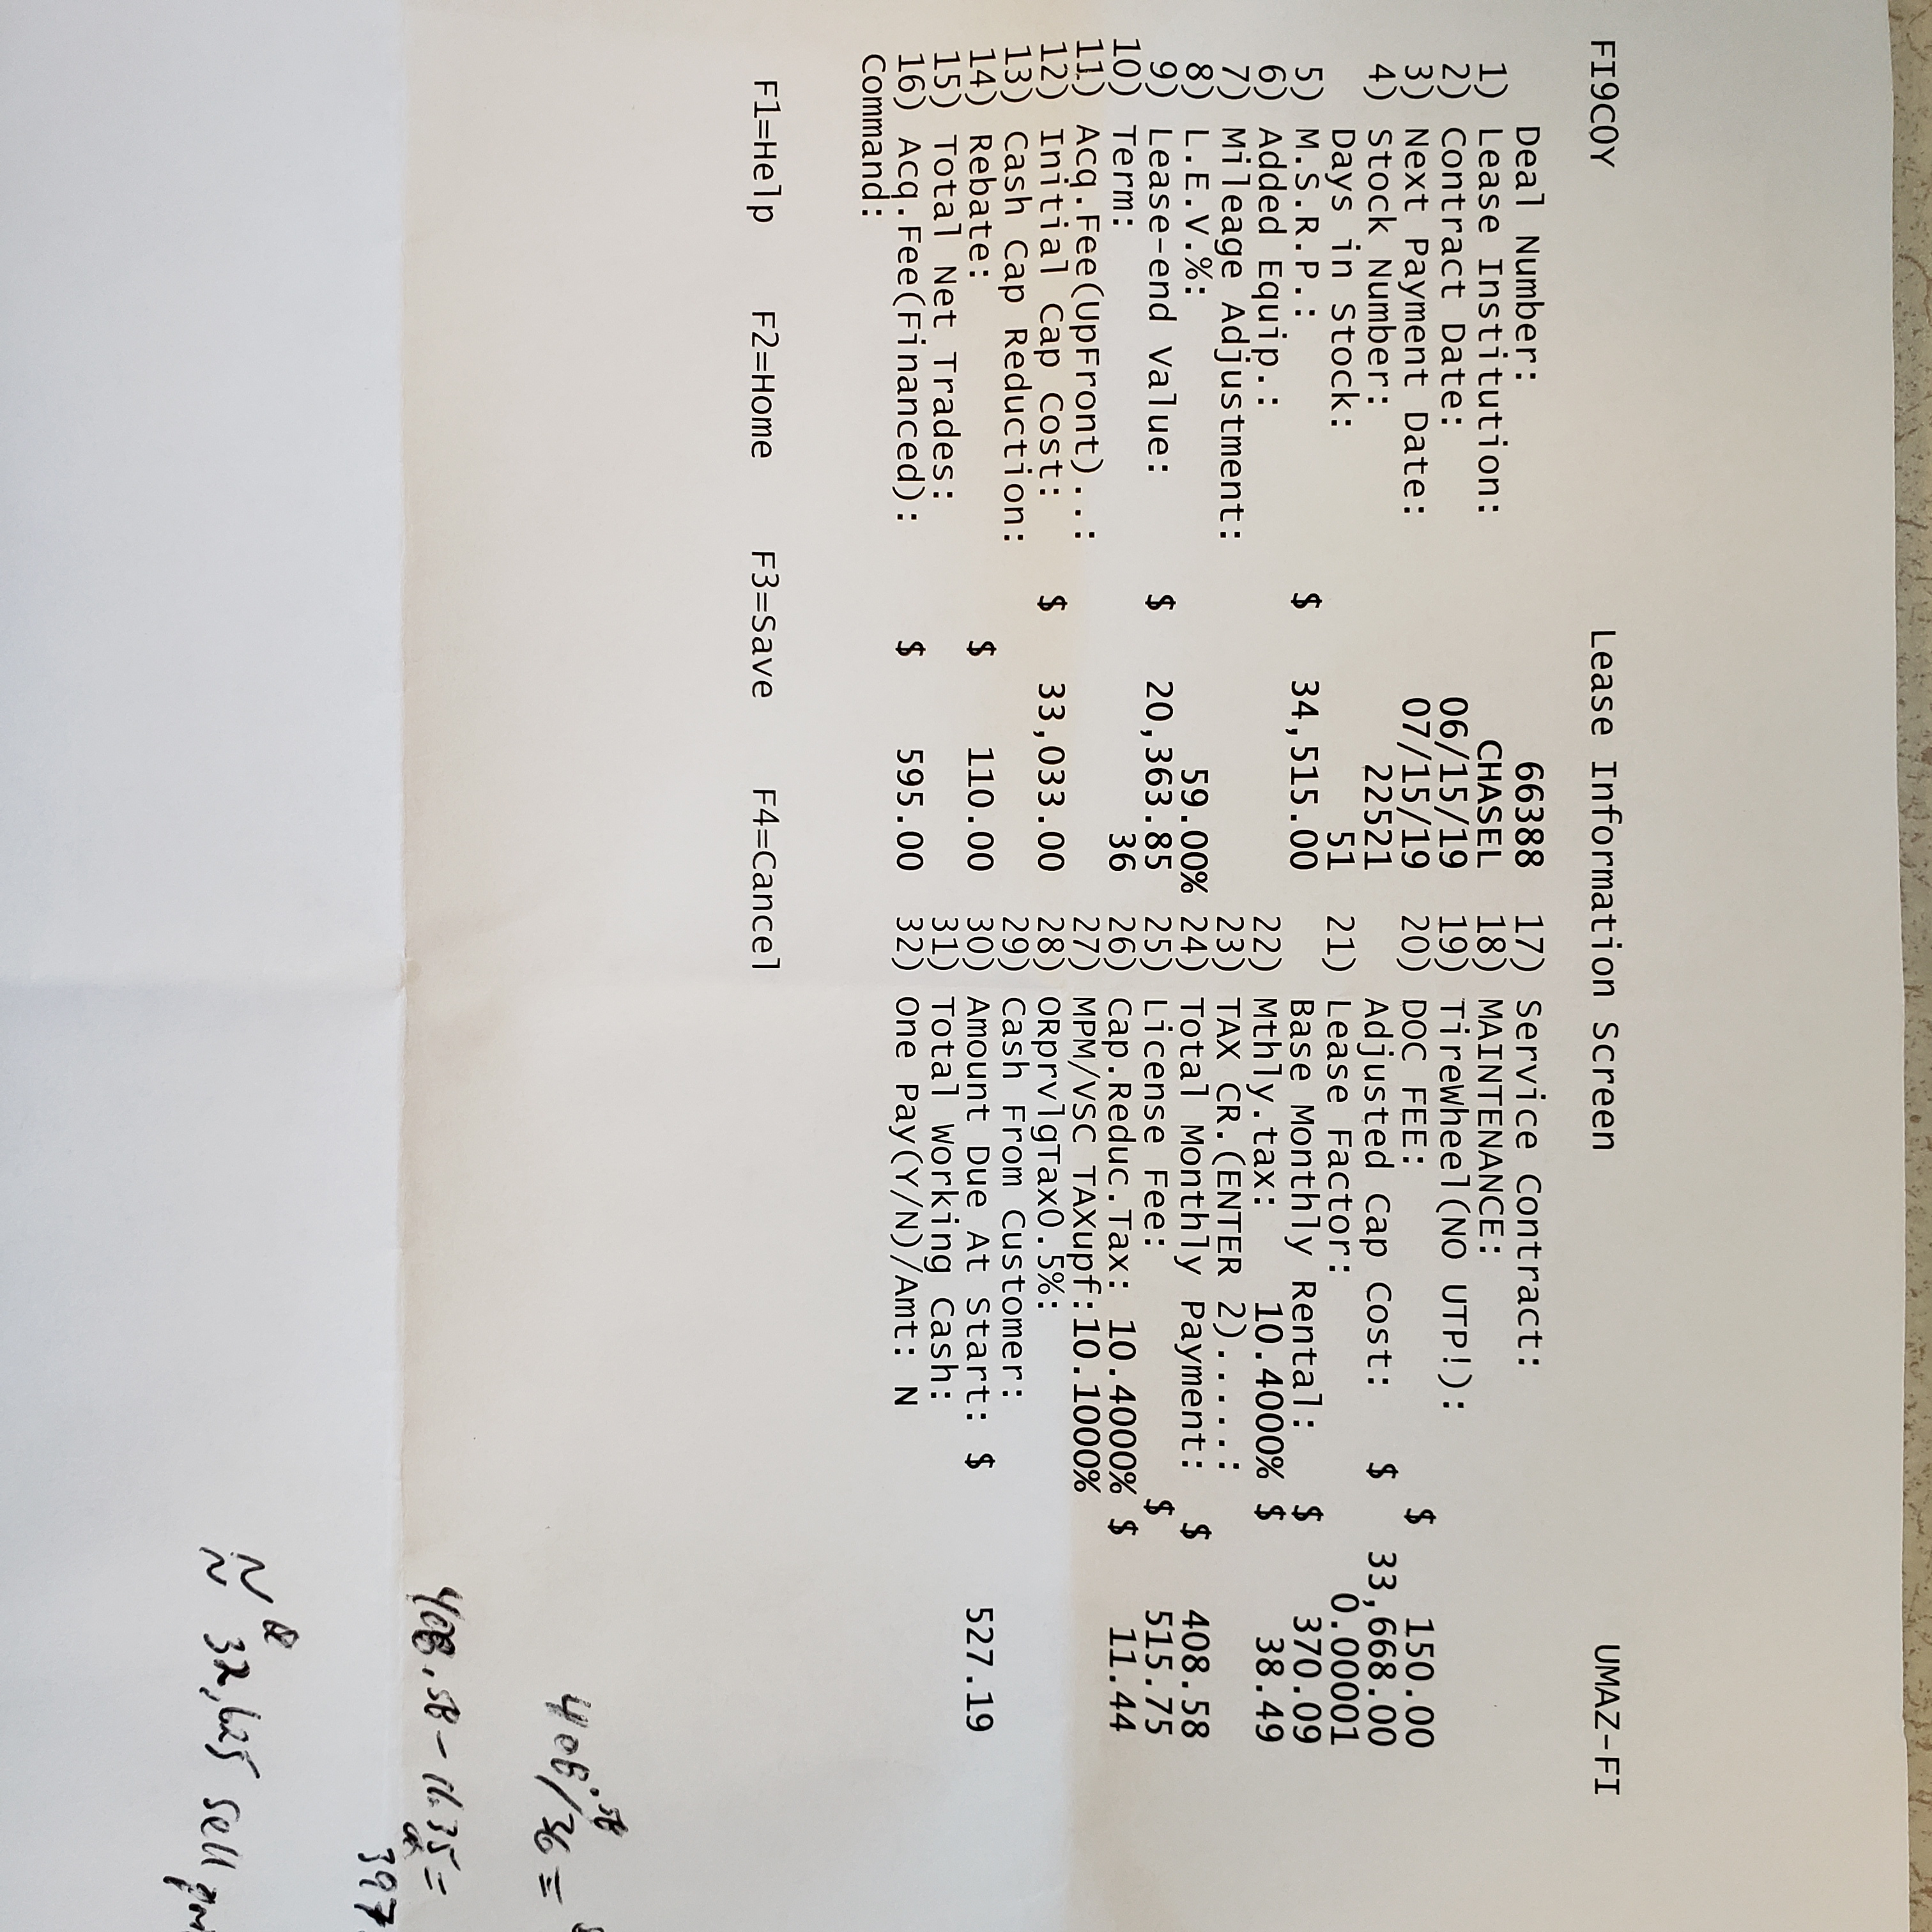 FI9COY Lease Information Screen UMAZ-FI
Deal Number: 66388 17) Service Contract:
1) Lease Institution: CHASEL 18) MAINTENANCE:
2) Contract Date: 06/15/19 19) TireWheel(NO UTP!):
3) Next Payment Date: 07/15/19 20) DOC FEE: $ 150.00
4) Stock Number: 22521 Adjusted Cap Cost: $ 33,668.00
Days in Stock: 51 21) Lease Factor: 0.00001
5) M.S.R.P.: $ 34,515.00 Base Monthly Rental: $ 370.09
6) Added Equip.: 22) Mthly.tax: 10.4000% $ 38.49
7) Mileage Adjustment: 23) TAX CR.(ENTER 2).....:
8) L.E.V.%: 59.00% 24) Total Monthly Payment: $ 408.58
9) Lease-end Value: $ 20,363.85 25) License Fee: $ 515.75
10) Term: 36 26) Cap.Reduc.Tax: 10.4000% $ 11.44
11) Acq.Fee(UpFront)..: 27) MPM/VSC TAXupf:10.1000%
12) Initial Cap Cost: $ 33,033.00 28) ORprvlgTax0.5%:
13) Cash Cap Reduction: 29) Cash From Customer:
14) Rebate: $ 110.00 30) Amount Due At Start: $ 527.19
15) Total Net Trades: 31) Total Working Cash:
16) Acq.Fee(Financed): $ 595.00 32) One Pay(Y/N)/Amt: N
Command:
F1=Help F2=Home F3=Save F4=Cancel
408.58/36 =
408.58 - 11.35 =
397
≈ 32,625 sell